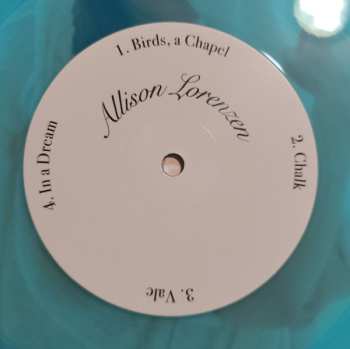 1. Birds, a Chapel
Allison Lorenzen
2. Chalk
3. Vale
4. In a Dream